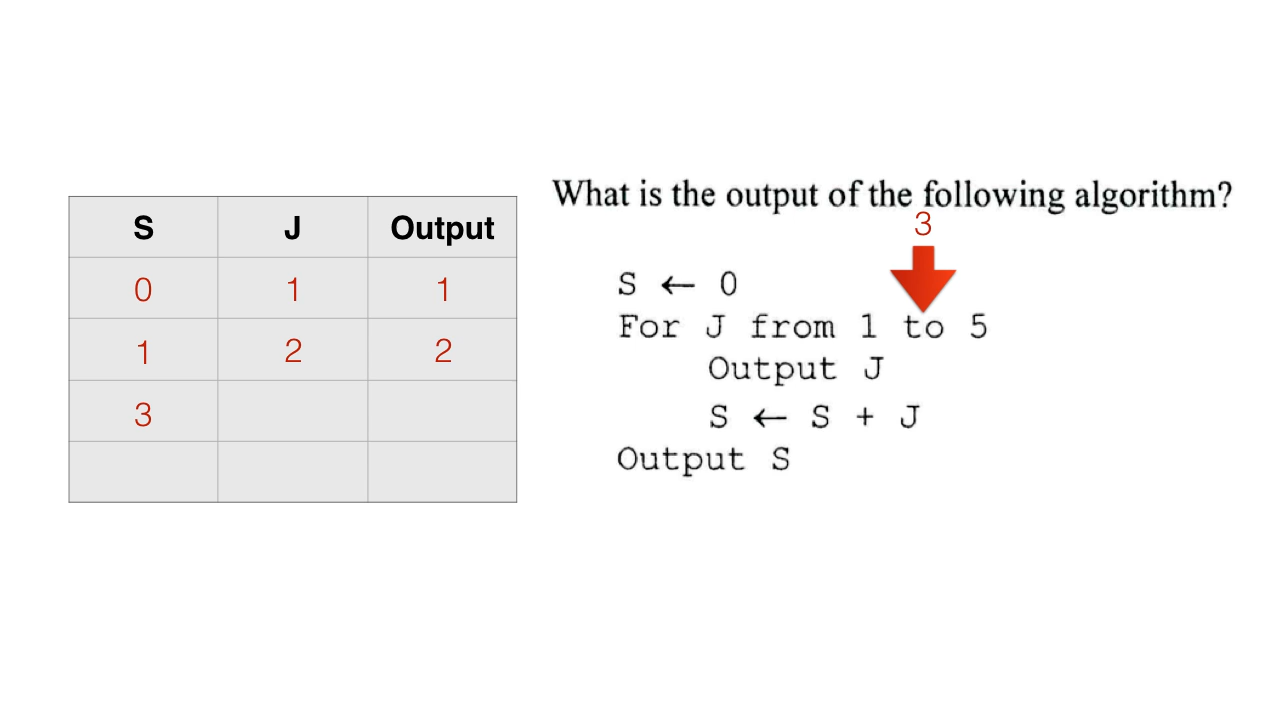 S J Output
0 1 1
1 2 2
3
What is the output of the following algorithm?
3
S ← 0
For J from 1 to 5
Output J
S ← S + J
Output S